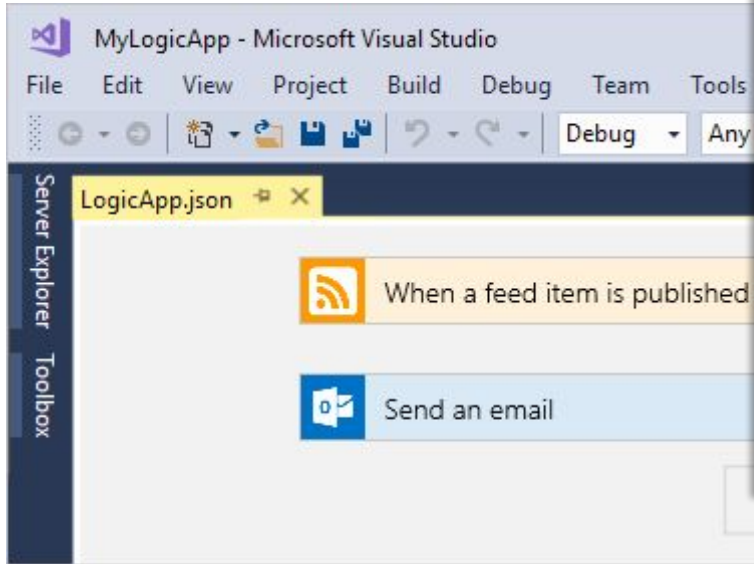 MyLogicApp - Microsoft Visual Studio
File Edit View Project Build Debug Team Tools
Debug Any
Server Explorer
Toolbox
LogicApp.json
When a feed item is published
Send an email